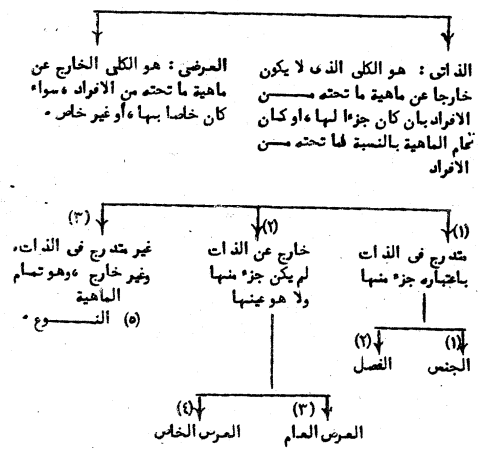 الذاتى : هو الكلى الذى لا يكون
خارجا عن ماهية ما تحته مـــن
الافراد بان كان جزءا لها ، او كان
تمام الماهية بالنسبة لما تحته مـــن
الافراد
العرضى : هو الكلى الخارج عن
ماهية ما تحته من الافراد ، سواء
كان خاصا بها ، أو غير خاص .
(١)
مندرج فى الذات
باعتباره جزء منها
(٢)
خارج عن الذات
لم يكن جزء منها
ولا هو عينها
(٣)
غير مندرج فى الذات ،
وغير خارج ، وهو تمام
الماهية
(٥) النـــــوع .
(١)
الجنس
(٢)
الفصل
(٣)
العرض العام
(٤)
العرض الخاص